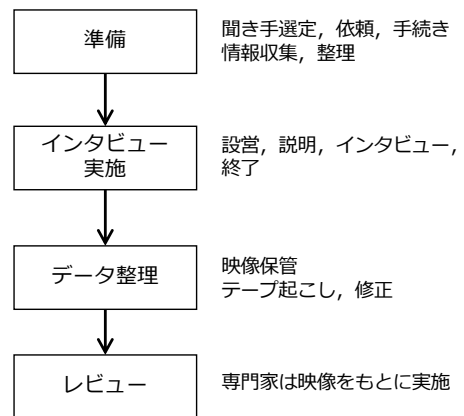 準備
聞き手選定，依頼，手続き
情報収集，整理
インタビュー
実施
設営，説明，インタビュー，
終了
データ整理
映像保管
テープ起こし，修正
レビュー
専門家は映像をもとに実施